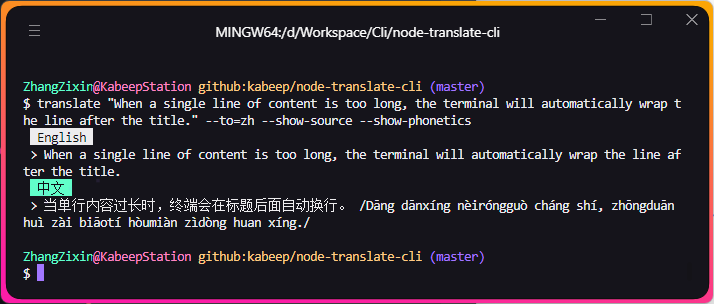 MINGW64:/d/Workspace/Cli/node-translate-cli
ZhangZixin@KabeepStation github:kabeep/node-translate-cli (master)
$ translate "When a single line of content is too long, the terminal will automatically wrap t
he line after the title." --to=zh --show-source --show-phonetics
English
> When a single line of content is too long, the terminal will automatically wrap the line af
ter the title.
中文
> 当单行内容过长时，终端会在标题后面自动换行。 /Dāng dānxíng nèiróngguò cháng shí, zhōngduān
huì zài biāotí hòumiàn zìdòng huan xíng./
ZhangZixin@KabeepStation github:kabeep/node-translate-cli (master)
$